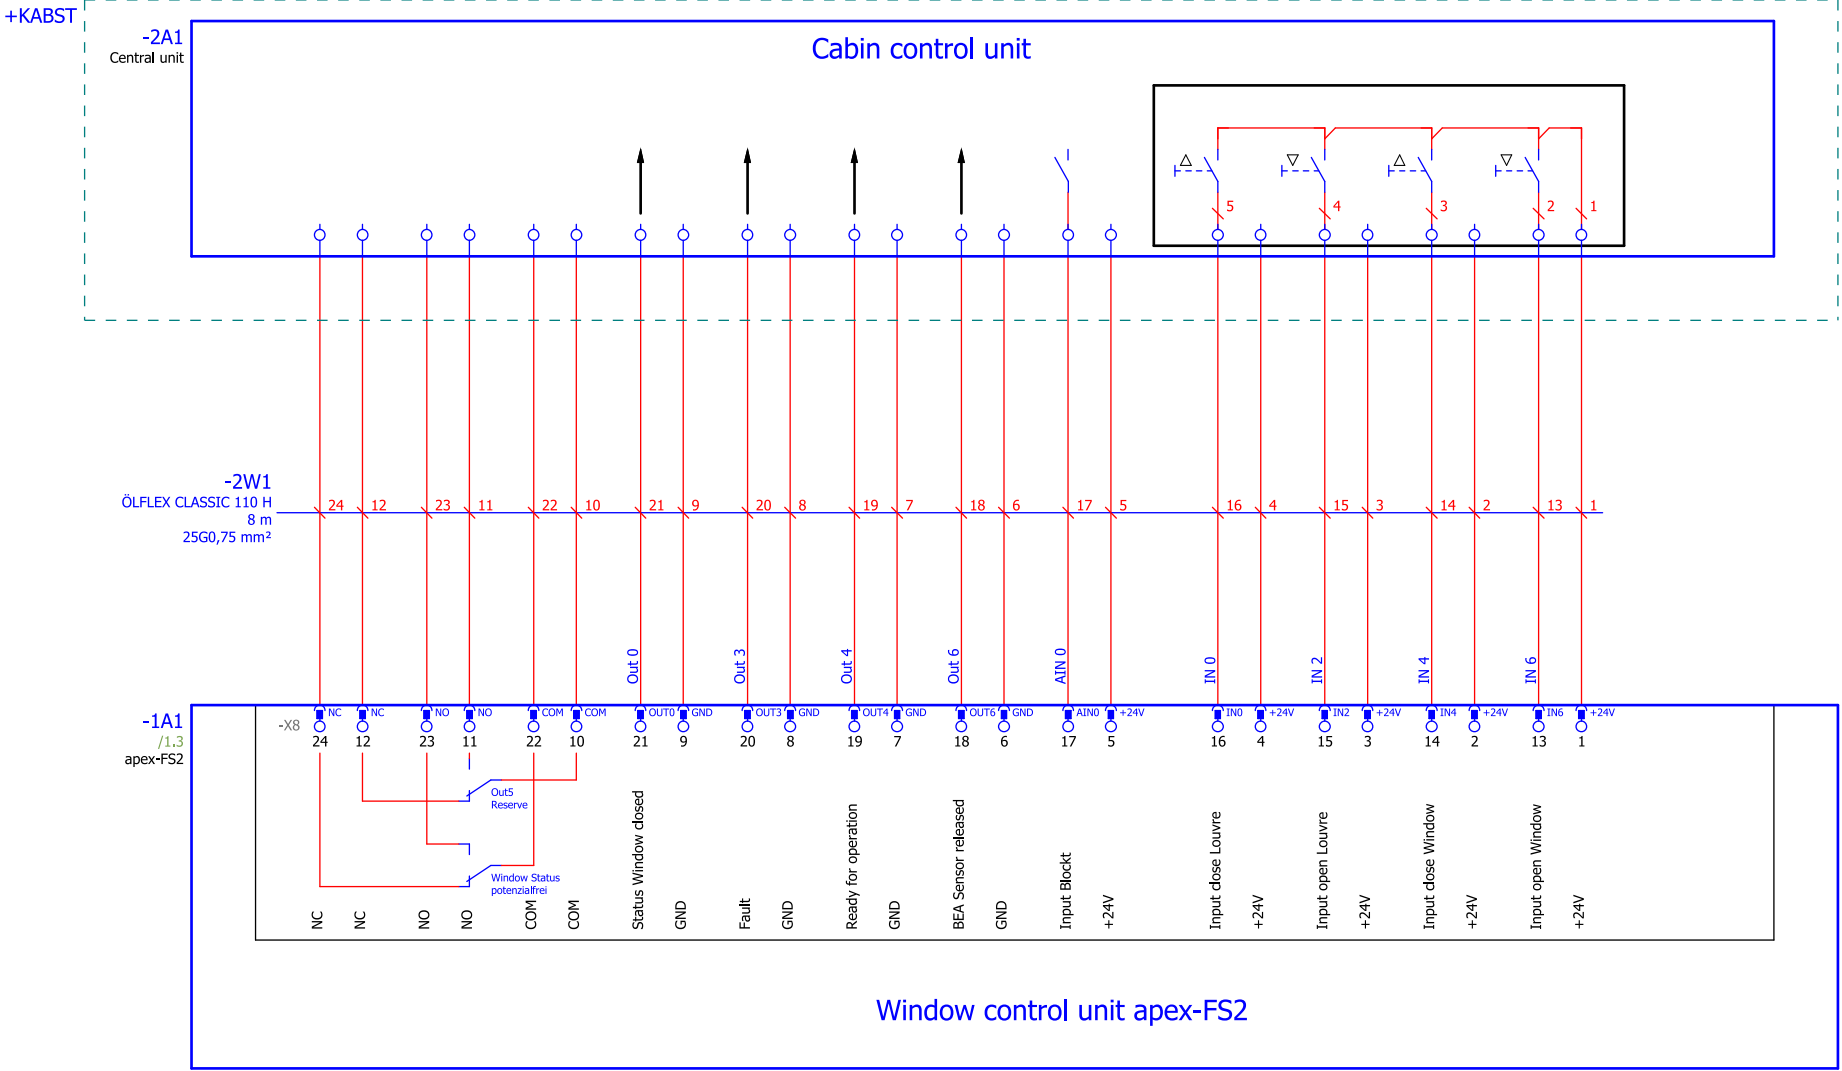 +KABST
-2A1
Central unit
Cabin control unit
5
4
3
2
1
-2W1
ÖLFLEX CLASSIC 110 H
8 m
25G0,75 mm²
24
12
23
11
22
10
21
9
20
8
19
7
18
6
17
5
16
4
15
3
14
2
13
1
Out 0
Out 3
Out 4
Out 6
AIN 0
IN 0
IN 2
IN 4
IN 6
-1A1
/1.3
apex-FS2
-X8
NC
NC
NO
NO
COM
COM
OUT0
GND
OUT3
GND
OUT4
GND
OUT6
GND
AIN0
+24V
IN0
+24V
IN2
+24V
IN4
+24V
IN6
+24V
24
12
23
11
22
10
21
9
20
8
19
7
18
6
17
5
16
4
15
3
14
2
13
1
Out5
Reserve
Window Status
potenzialfrei
NC
NC
NO
NO
COM
COM
Status Window closed
GND
Fault
GND
Ready for operation
GND
BEA Sensor released
GND
Input Blockt
+24V
Input close Louvre
+24V
Input open Louvre
+24V
Input close Window
+24V
Input open Window
+24V
Window control unit apex-FS2